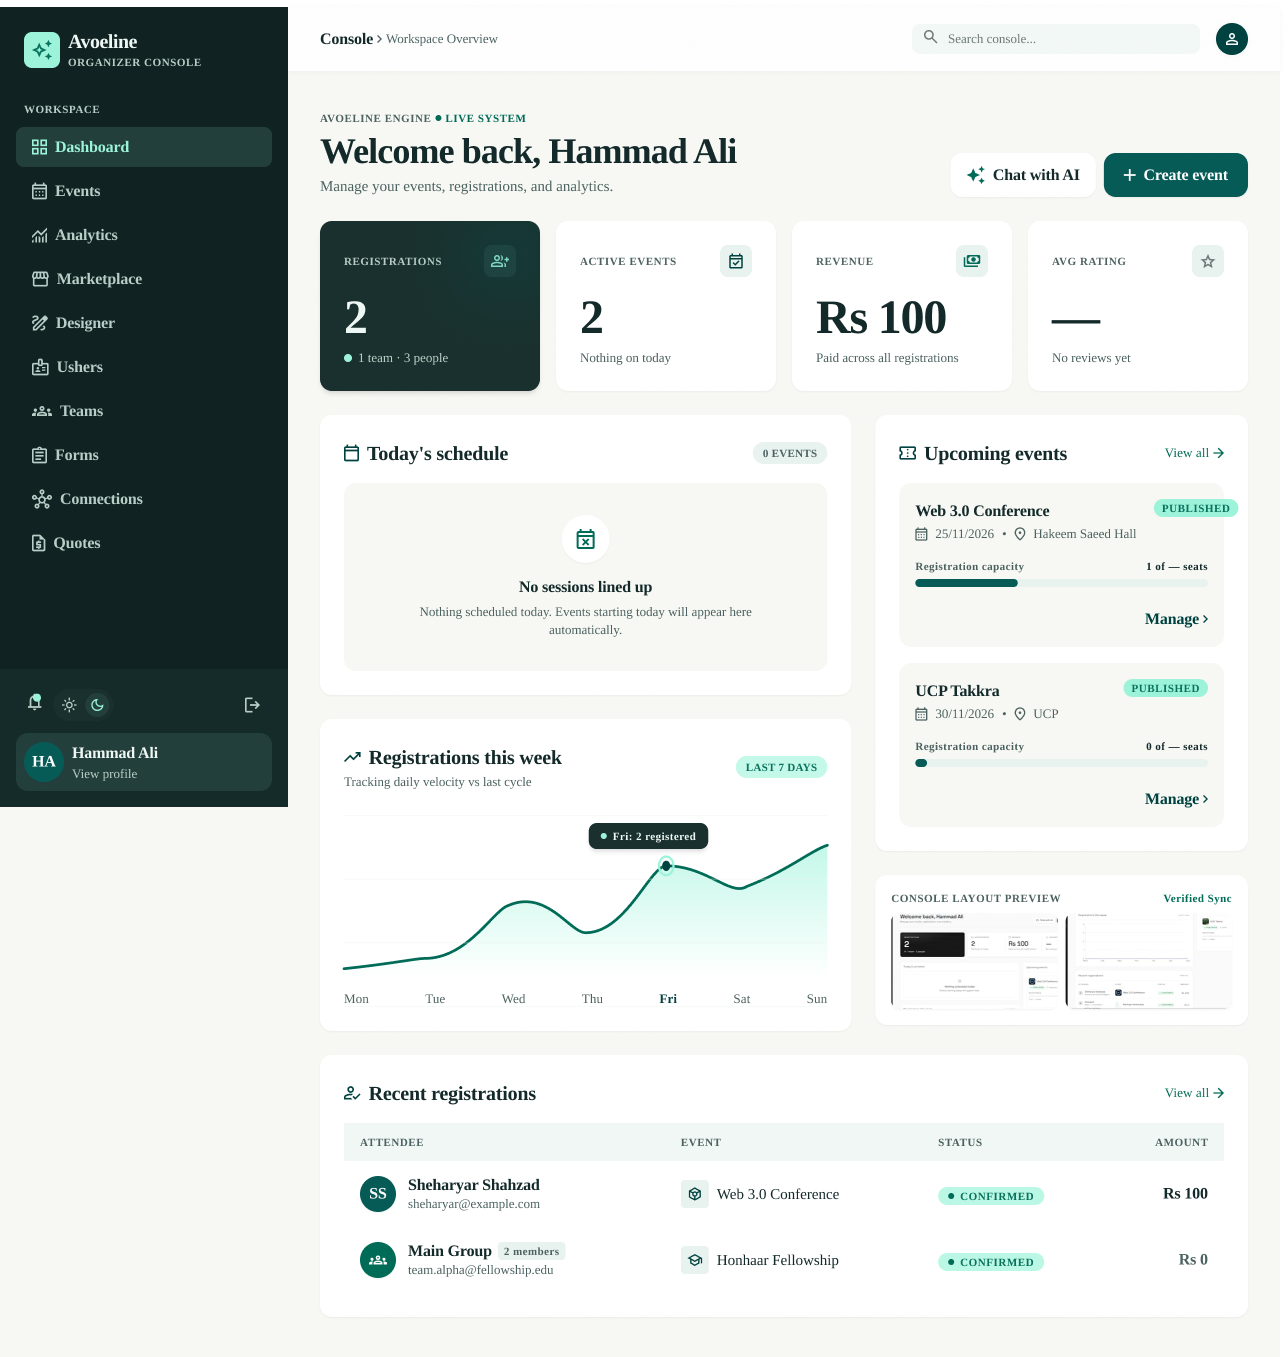 Avoeline
ORGANIZER CONSOLE
WORKSPACE
Dashboard
Events
Analytics
Marketplace
Designer
Ushers
Teams
Forms
Connections
Quotes
HA
Hammad Ali
View profile
Console > Workspace Overview
Search console...
AVOELINE ENGINE ● LIVE SYSTEM
Welcome back, Hammad Ali
Manage your events, registrations, and analytics.
Chat with AI
+ Create event
REGISTRATIONS
2
1 team · 3 people
ACTIVE EVENTS
2
Nothing on today
REVENUE
Rs 100
Paid across all registrations
AVG RATING
—
No reviews yet
Today's schedule
0 EVENTS
No sessions lined up
Nothing scheduled today. Events starting today will appear here
automatically.
Registrations this week
Tracking daily velocity vs last cycle
LAST 7 DAYS
Fri: 2 registered
Mon Tue Wed Thu Fri Sat Sun
Upcoming events
View all →
Web 3.0 Conference
PUBLISHED
25/11/2026 • Hakeem Saeed Hall
Registration capacity 1 of — seats
Manage >
UCP Takkra
PUBLISHED
30/11/2026 • UCP
Registration capacity 0 of — seats
Manage >
CONSOLE LAYOUT PREVIEW
Verified Sync
Welcome back, Hammad Ali
2
2
Rs 100
Recent registrations
View all →
ATTENDEE EVENT STATUS AMOUNT
SS
Sheharyar Shahzad
sheharyar@example.com
Web 3.0 Conference
CONFIRMED
Rs 100
Main Group 2 members
team.alpha@fellowship.edu
Honhaar Fellowship
CONFIRMED
Rs 0